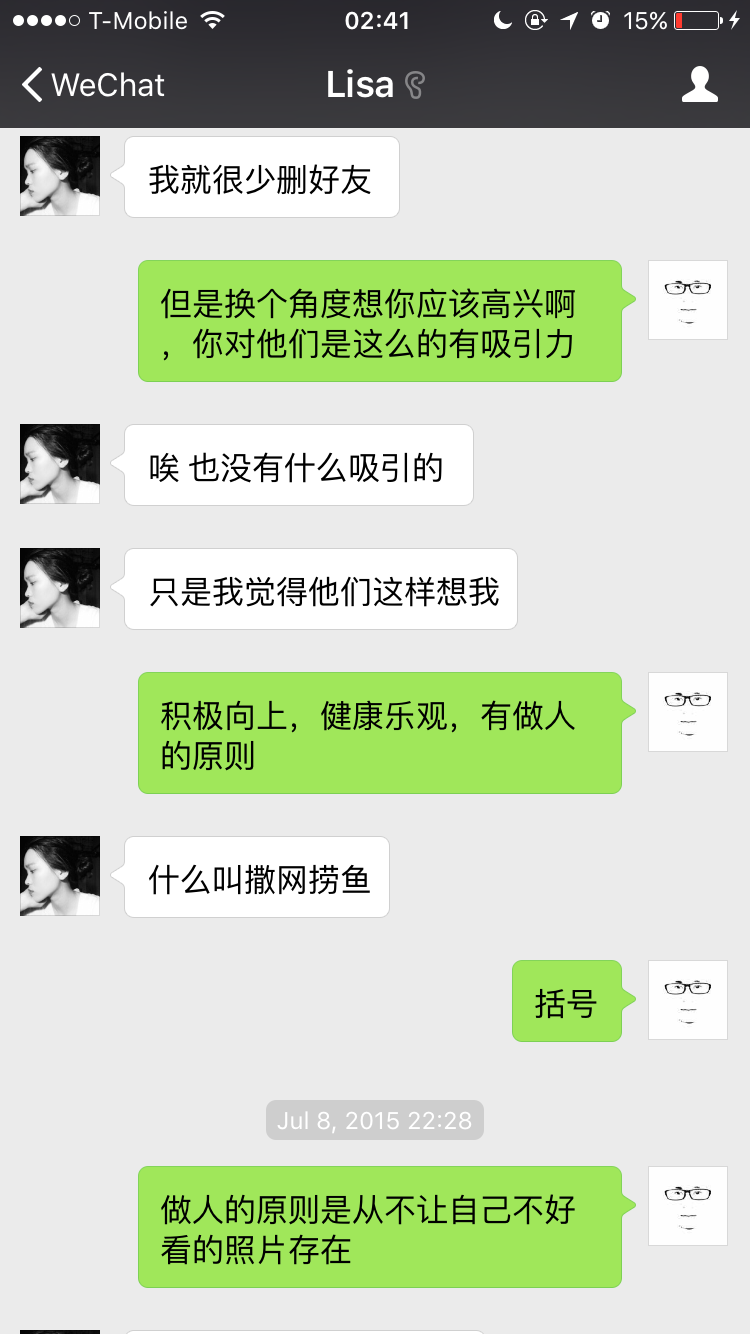 T-Mobile 02:41 15%
WeChat Lisa
我就很少删好友
但是换个角度想你应该高兴啊
，你对他们是这么的有吸引力
唉 也没有什么吸引的
只是我觉得他们这样想我
积极向上，健康乐观，有做人
的原则
什么叫撒网捞鱼
括号
Jul 8, 2015 22:28
做人的原则是从不让自己不好
看的照片存在